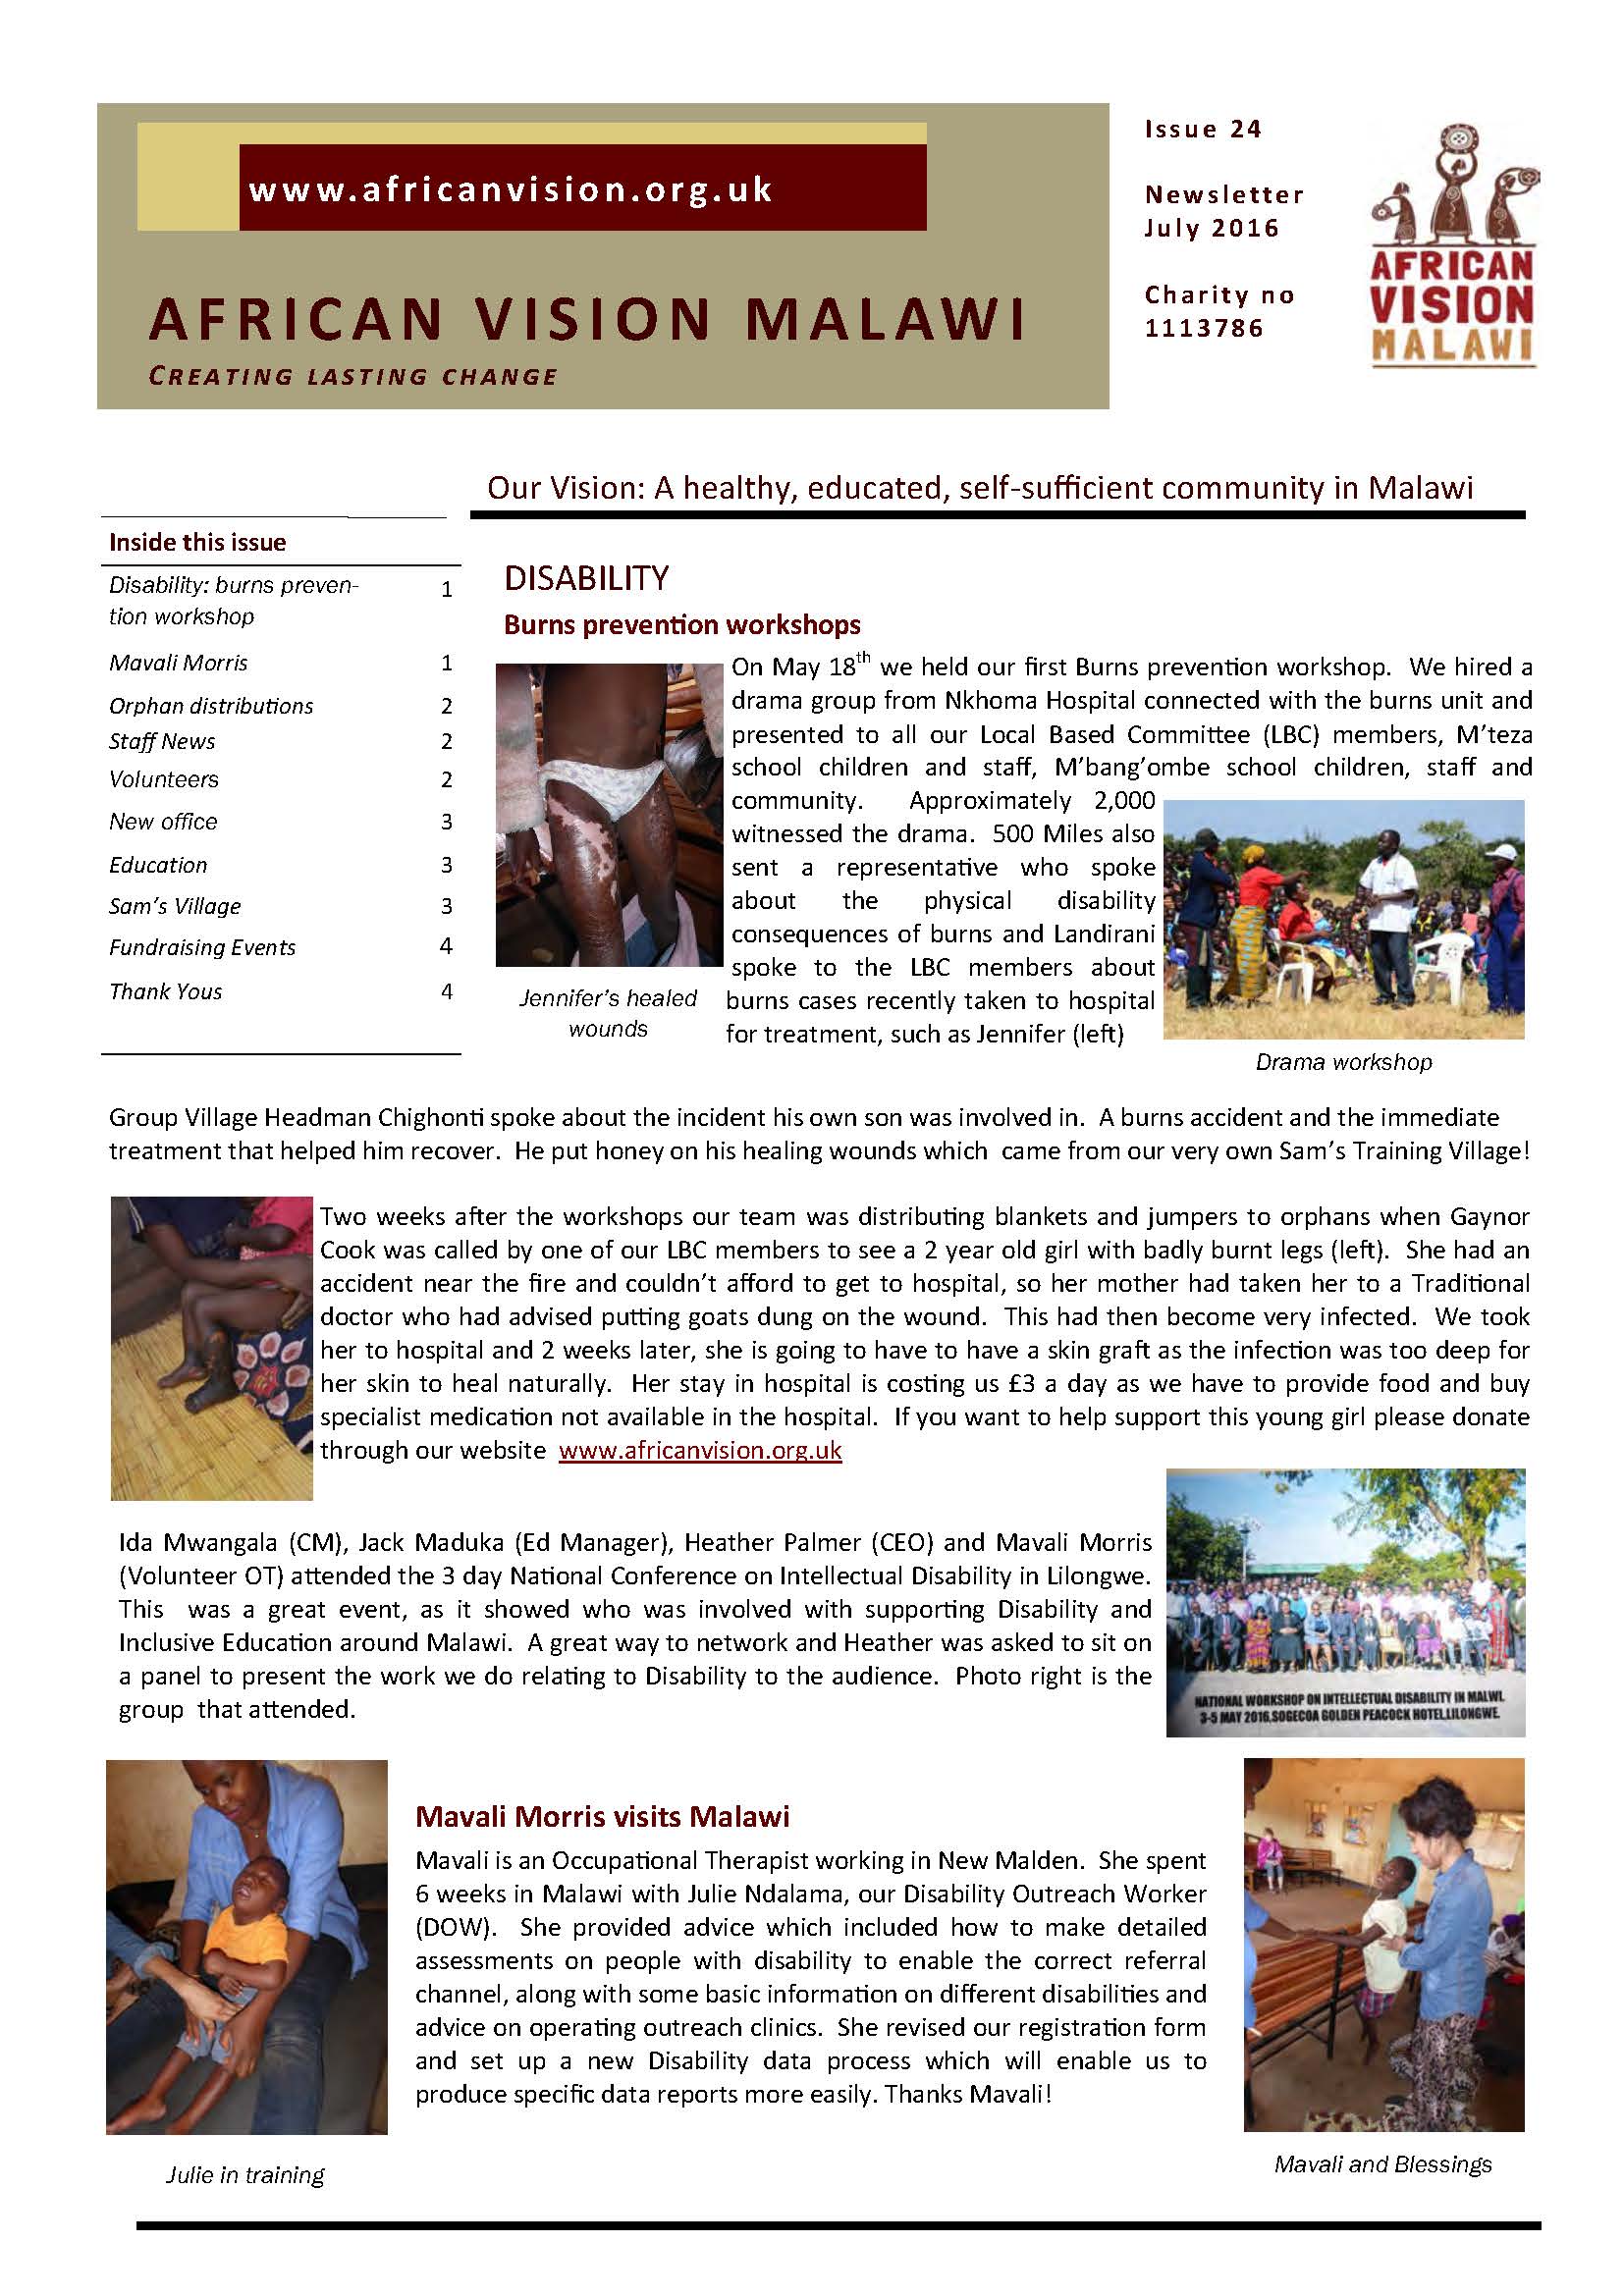 www.africanvision.org.uk
AFRICAN VISION MALAWI
CREATING LASTING CHANGE
Issue 24
Newsletter
July 2016
Charity no
1113786
AFRICAN
VISION
MALAWI
Our Vision: A healthy, educated, self-sufficient community in Malawi
Inside this issue
Disability: burns preven-
tion workshop 1
Mavali Morris 1
Orphan distributions 2
Staff News 2
Volunteers 2
New office 3
Education 3
Sam's Village 3
Fundraising Events 4
Thank Yous 4
DISABILITY
Burns prevention workshops
On May 18th we held our first Burns prevention workshop. We hired a
drama group from Nkhoma Hospital connected with the burns unit and
presented to all our Local Based Committee (LBC) members, M'teza
school children and staff, M'bang'ombe school children, staff and
community. Approximately 2,000
witnessed the drama. 500 Miles also
sent a representative who spoke
about the physical disability
consequences of burns and Landirani
spoke to the LBC members about
burns cases recently taken to hospital
for treatment, such as Jennifer (left)
Jennifer's healed
wounds
Drama workshop
Group Village Headman Chighonti spoke about the incident his own son was involved in. A burns accident and the immediate
treatment that helped him recover. He put honey on his healing wounds which came from our very own Sam's Training Village!
Two weeks after the workshops our team was distributing blankets and jumpers to orphans when Gaynor
Cook was called by one of our LBC members to see a 2 year old girl with badly burnt legs (left). She had an
accident near the fire and couldn't afford to get to hospital, so her mother had taken her to a Traditional
doctor who had advised putting goats dung on the wound. This had then become very infected. We took
her to hospital and 2 weeks later, she is going to have to have a skin graft as the infection was too deep for
her skin to heal naturally. Her stay in hospital is costing us £3 a day as we have to provide food and buy
specialist medication not available in the hospital. If you want to help support this young girl please donate
through our website www.africanvision.org.uk
Ida Mwangala (CM), Jack Maduka (Ed Manager), Heather Palmer (CEO) and Mavali Morris
(Volunteer OT) attended the 3 day National Conference on Intellectual Disability in Lilongwe.
This was a great event, as it showed who was involved with supporting Disability and
Inclusive Education around Malawi. A great way to network and Heather was asked to sit on
a panel to present the work we do relating to Disability to the audience. Photo right is the
group that attended.
NATIONAL WORKSHOP ON INTELLECTUAL DISABILITY IN MALWI.
3-5 MAY 2016,SOGECOA GOLDEN PEACOCK HOTEL,LILONGWE
Mavali Morris visits Malawi
Mavali is an Occupational Therapist working in New Malden. She spent
6 weeks in Malawi with Julie Ndalama, our Disability Outreach Worker
(DOW). She provided advice which included how to make detailed
assessments on people with disability to enable the correct referral
channel, along with some basic information on different disabilities and
advice on operating outreach clinics. She revised our registration form
and set up a new Disability data process which will enable us to
produce specific data reports more easily. Thanks Mavali!
Julie in training
Mavali and Blessings